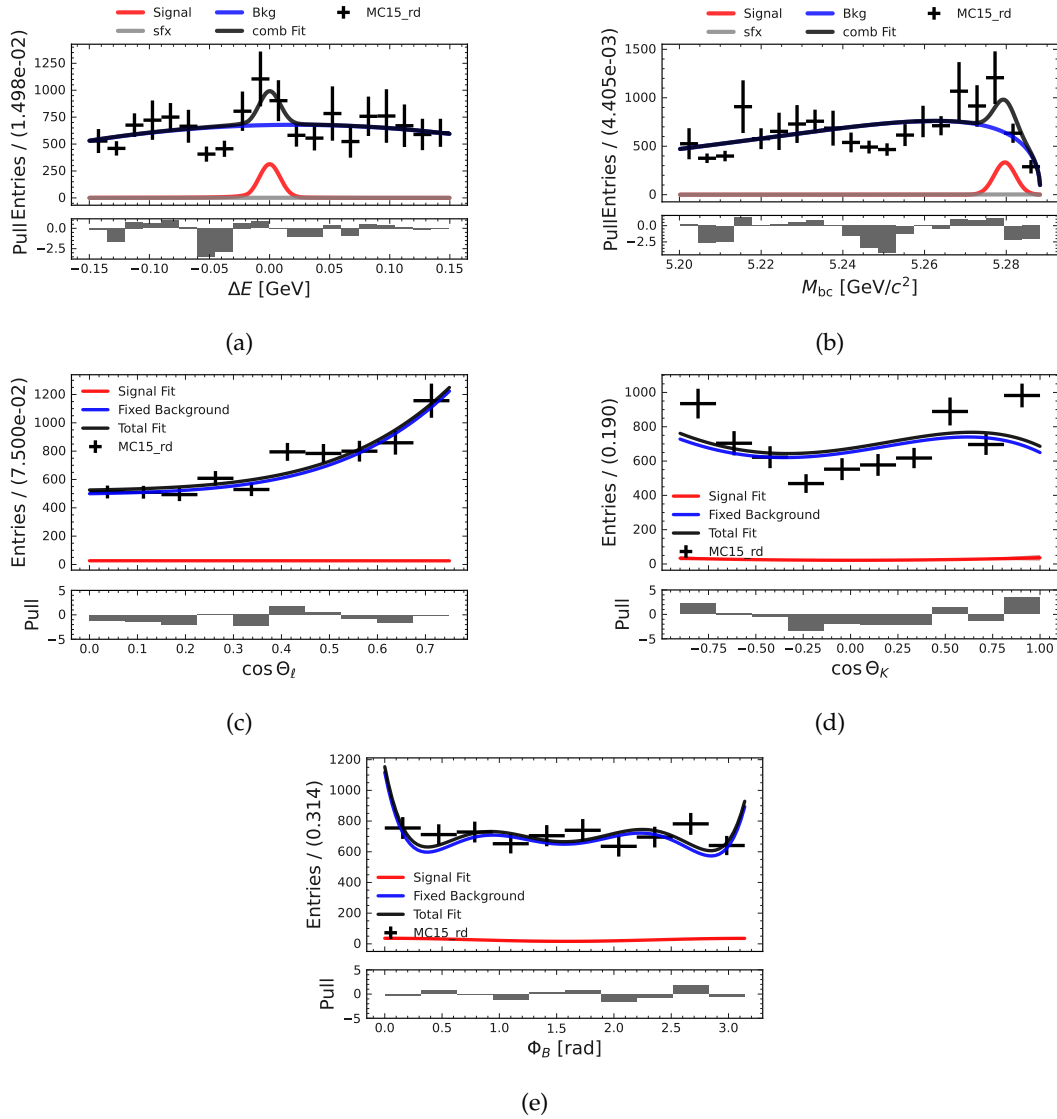 Signal Bkg MC15_rd
sfx comb Fit
Entries / (1.498e-02)
1250
1000
750
500
250
0
Pull
0.0
−2.5
−0.15 −0.10 −0.05 0.00 0.05 0.10 0.15
ΔE [GeV]
(a)
Signal Bkg MC15_rd
sfx comb Fit
Entries / (4.405e-03)
1500
1000
500
0
Pull
0.0
−2.5
5.20 5.22 5.24 5.26 5.28
M_bc [GeV/c²]
(b)
Entries / (7.500e-02)
1200
1000
800
600
400
200
0
Signal Fit
Fixed Background
Total Fit
MC15_rd
Pull
5
0
−5
0.0 0.1 0.2 0.3 0.4 0.5 0.6 0.7
cos Θ_ℓ
(c)
Entries / (0.190)
1000
800
600
400
200
0
Signal Fit
Fixed Background
Total Fit
MC15_rd
Pull
5
0
−5
−0.75 −0.50 −0.25 0.00 0.25 0.50 0.75 1.00
cos Θ_K
(d)
Entries / (0.314)
1200
1000
800
600
400
200
0
Signal Fit
Fixed Background
Total Fit
MC15_rd
Pull
5
0
−5
0.0 0.5 1.0 1.5 2.0 2.5 3.0
Φ_B [rad]
(e)